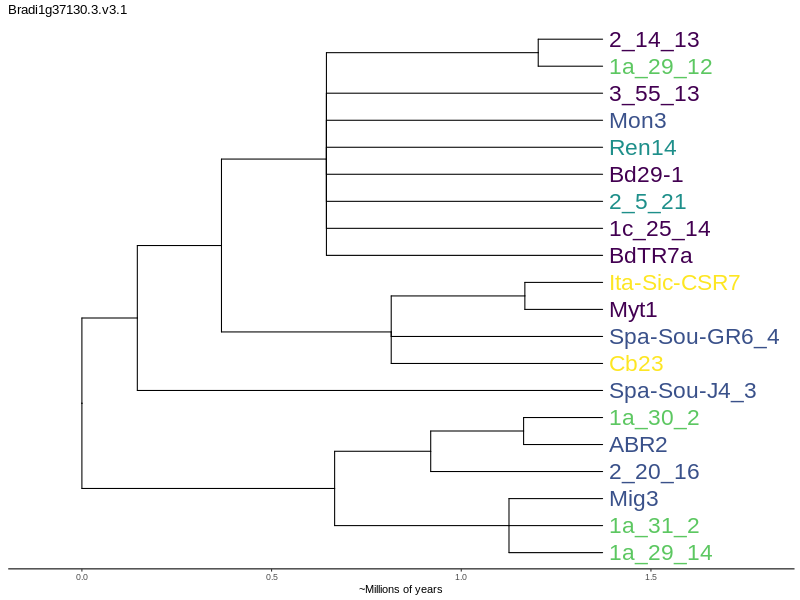 Bradi1g37130.3.v3.1
2_14_13
1a_29_12
3_55_13
Mon3
Ren14
Bd29-1
2_5_21
1c_25_14
BdTR7a
Ita-Sic-CSR7
Myt1
Spa-Sou-GR6_4
Cb23
Spa-Sou-J4_3
1a_30_2
ABR2
2_20_16
Mig3
1a_31_2
1a_29_14
0.0 0.5 1.0 1.5
~Millions of years